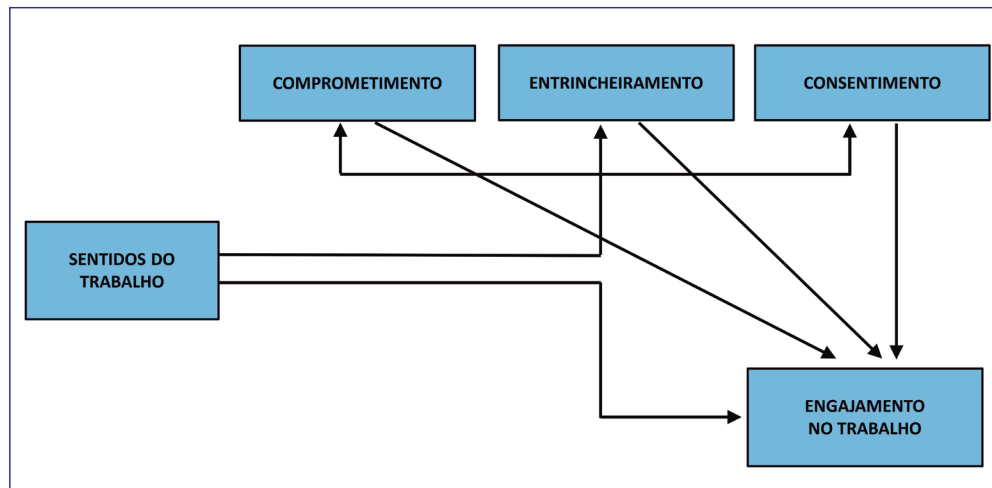 COMPROMETIMENTO
ENTRINCHEIRAMENTO
CONSENTIMENTO
SENTIDOS DO
TRABALHO
ENGAJAMENTO
NO TRABALHO